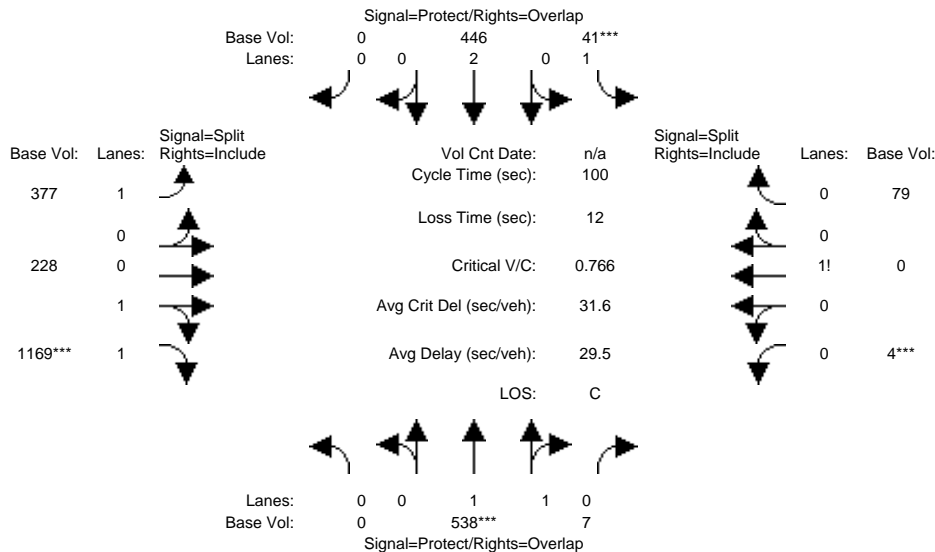 Signal=Protect/Rights=Overlap
Base Vol: 0 446 41***
Lanes: 0 0 2 0 1
Signal=Split
Base Vol: Lanes: Rights=Include
Vol Cnt Date: n/a
Cycle Time (sec): 100
Signal=Split
Rights=Include Lanes: Base Vol:
377 1
0 79
Loss Time (sec): 12
0
0
228 0
Critical V/C: 0.766
1! 0
1
Avg Crit Del (sec/veh): 31.6
0
1169*** 1
Avg Delay (sec/veh): 29.5
0 4***
LOS: C
Lanes: 0 0 1 1 0
Base Vol: 0 538*** 7
Signal=Protect/Rights=Overlap